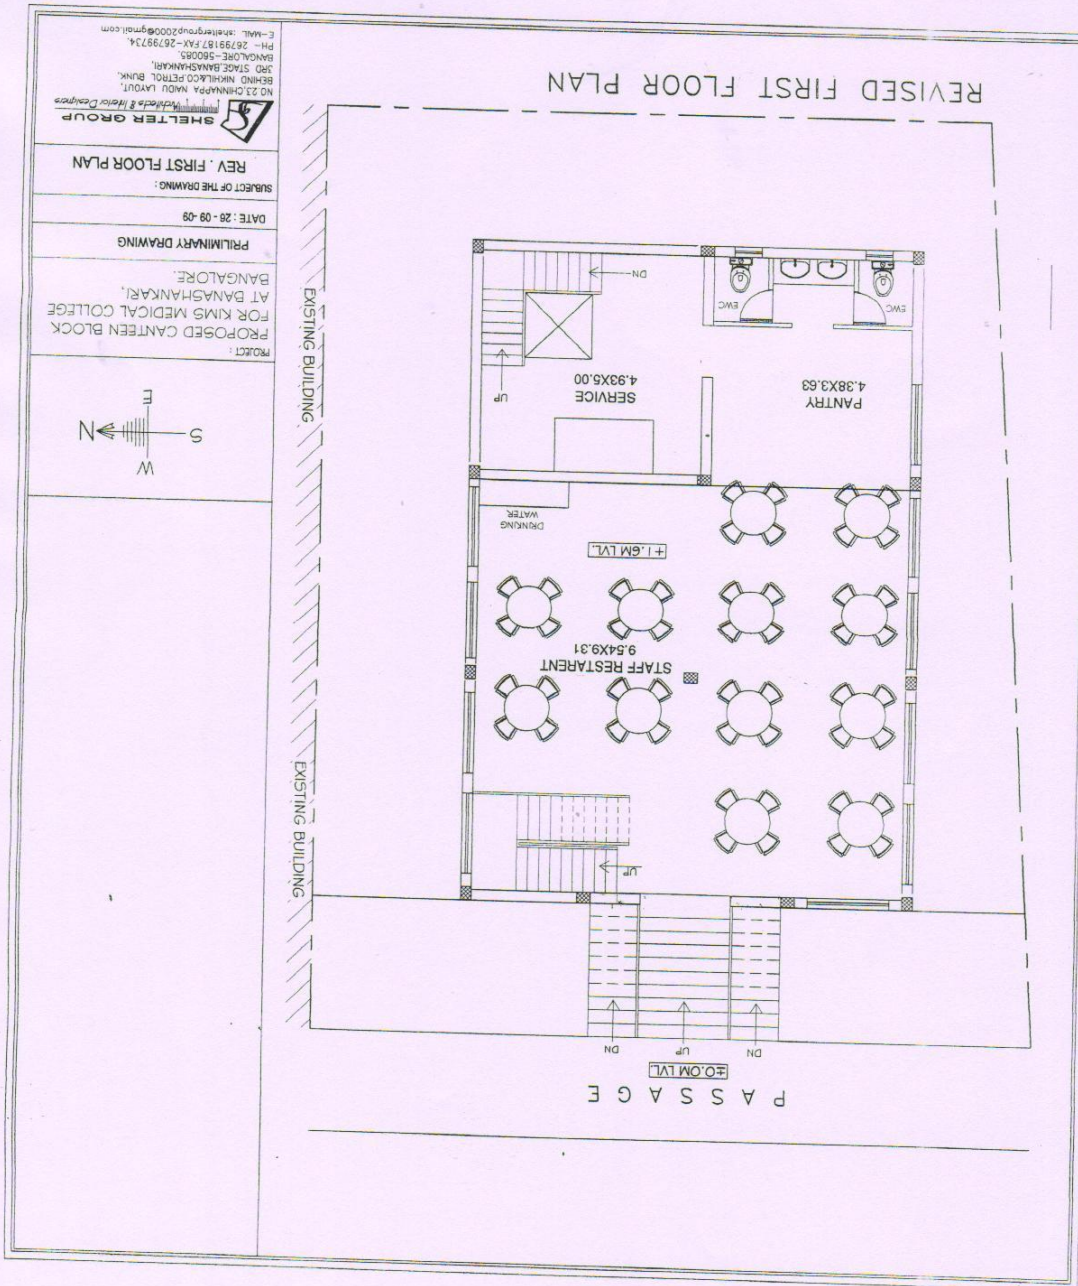 REVISED FIRST FLOOR PLAN
PASSAGE
±0.0M LVL.
DN
UP
DN
UP
STAFF RESTARENT
9.54X9.31
+1.6M LVL.
DRINKING
WATER
PANTRY
4.38X3.63
SERVICE
4.93X5.00
UP
DN
EWC
EWC
EXISTING BUILDING
EXISTING BUILDING
W
S
N
E
PROJECT :
PROPOSED CANTEEN BLOCK
FOR KIMS MEDICAL COLLEGE
AT BANASHANKARI,
BANGALORE.
PRILIMINARY DRAWING
DATE : 26 - 09 -09
SUBJECT OF THE DRAWING :
REV . FIRST FLOOR PLAN
SHELTER GROUP
Architects & Interior Designers
NO.23,CHINNAPPA NAIDU LAYOUT,
BEHIND NIKHIL&CO.PETROL BUNK,
3RD STAGE,BANASHANKARI,
BANGALORE-560085.
PH- 26799187,FAX-26799734,
E-MAIL :sheltergroup2000@gmail.com